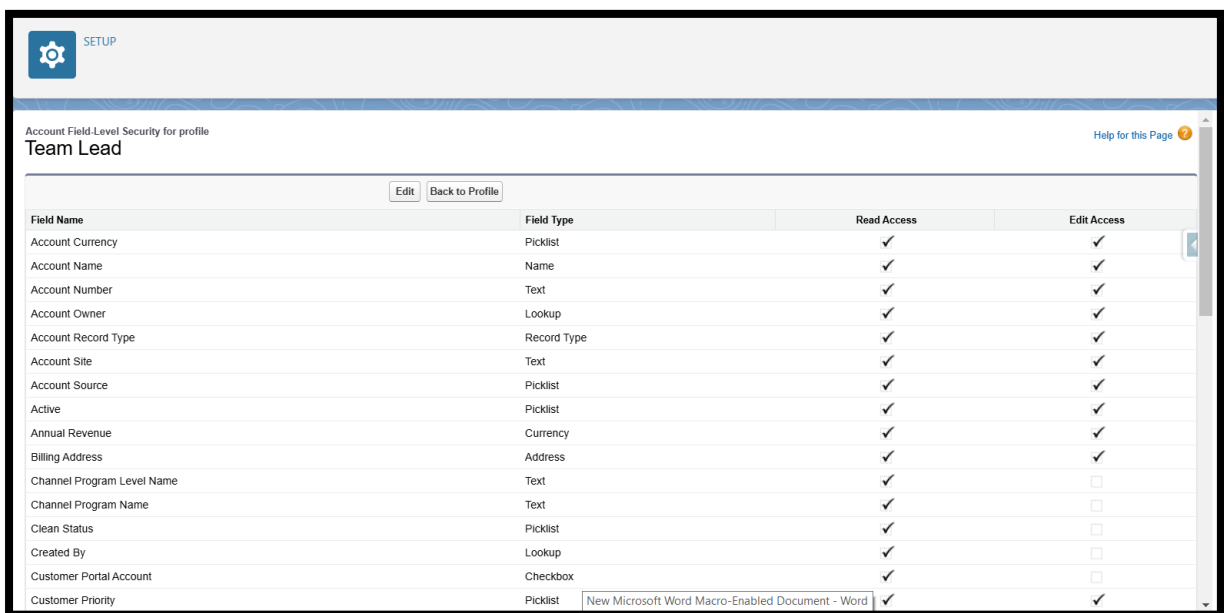 SETUP
Account Field-Level Security for profile
Team Lead
Help for this Page ?
Edit Back to Profile
Field Name Field Type Read Access Edit Access
Account Currency Picklist
Account Name Name
Account Number Text
Account Owner Lookup
Account Record Type Record Type
Account Site Text
Account Source Picklist
Active Picklist
Annual Revenue Currency
Billing Address Address
Channel Program Level Name Text
Channel Program Name Text
Clean Status Picklist
Created By Lookup
Customer Portal Account Checkbox
Customer Priority Picklist New Microsoft Word Macro-Enabled Document - Word